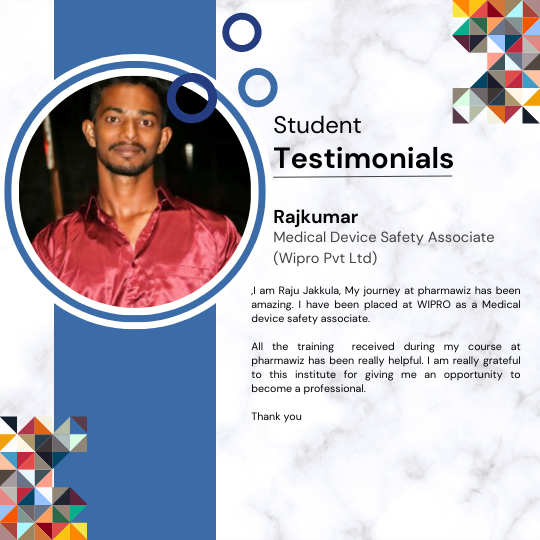 Student
Testimonials
Rajkumar
Medical Device Safety Associate
(Wipro Pvt Ltd)
,I am Raju Jakkula, My journey at pharmawiz has been
amazing. I have been placed at WIPRO as a Medical
device safety associate.
All the training received during my course at
pharmawiz has been really helpful. I am really grateful
to this institute for giving me an opportunity to
become a professional.
Thank you